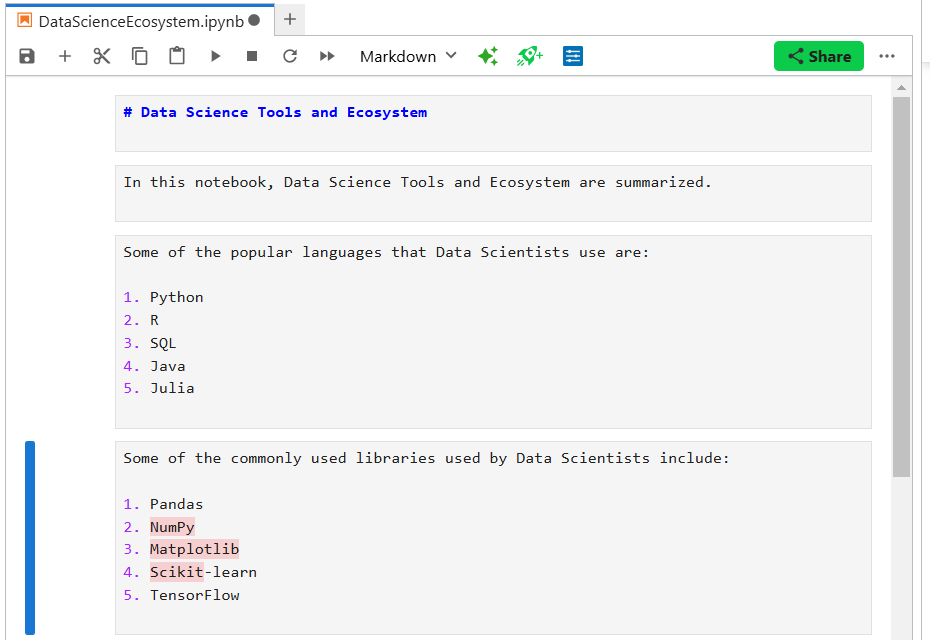 DataScienceEcosystem.ipynb
Markdown
Share
# Data Science Tools and Ecosystem
In this notebook, Data Science Tools and Ecosystem are summarized.
Some of the popular languages that Data Scientists use are:
1. Python
2. R
3. SQL
4. Java
5. Julia
Some of the commonly used libraries used by Data Scientists include:
1. Pandas
2. NumPy
3. Matplotlib
4. Scikit-learn
5. TensorFlow